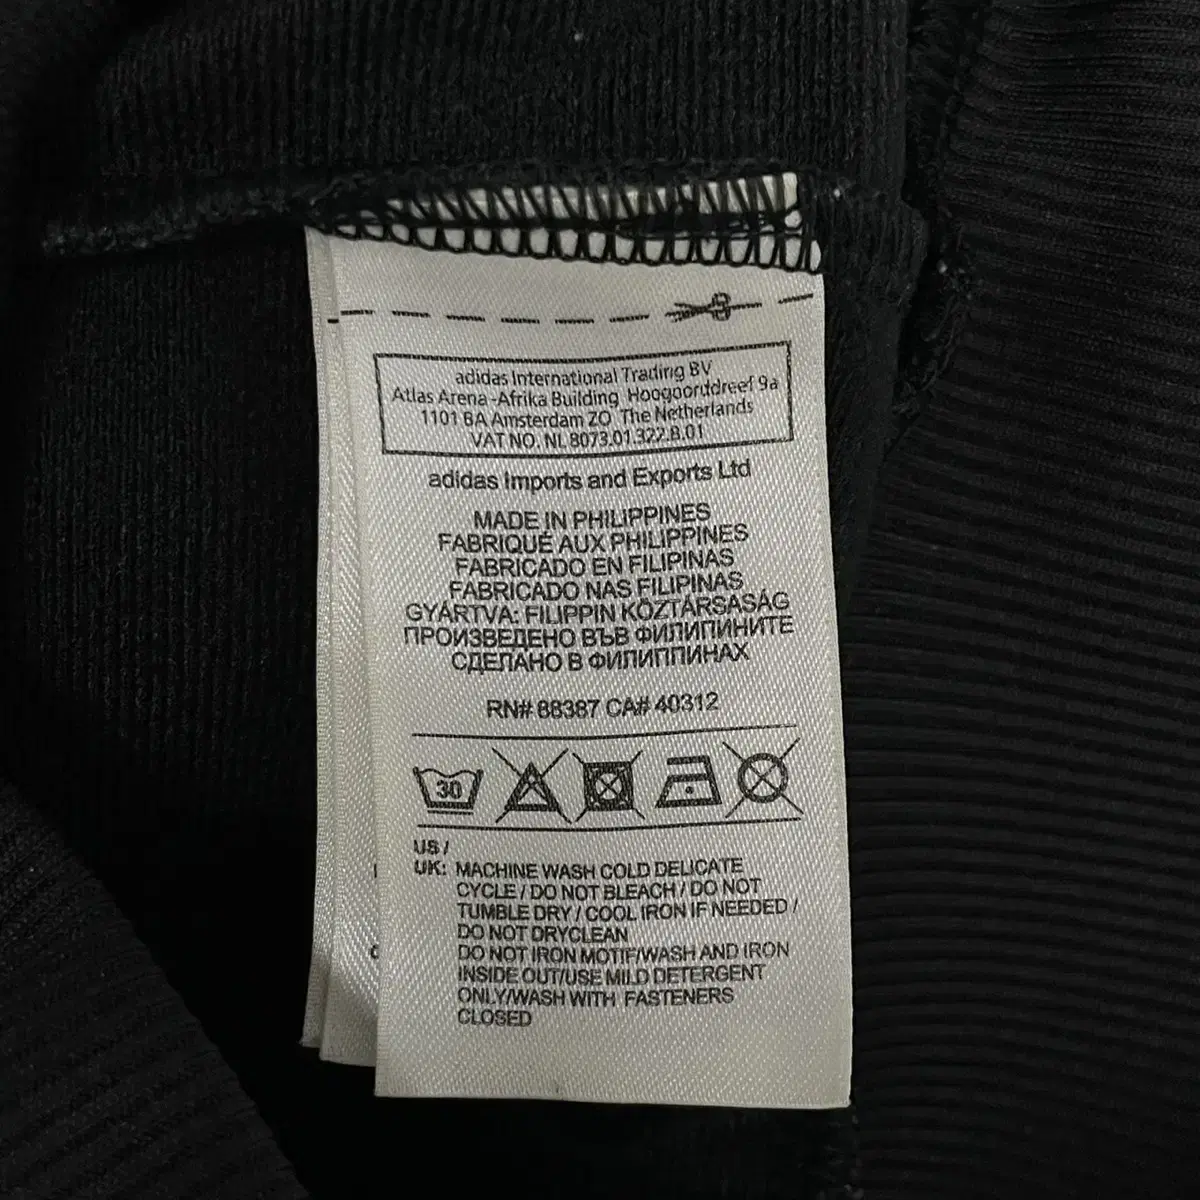 adidas International Trading BV
Atlas Arena-Afrika Building Hoogoorddreef 9a
1101 BA Amsterdam ZO The Netherlands
VAT NO. NL 8073.01.322.B.01
adidas Imports and Exports Ltd
MADE IN PHILIPPINES
FABRIQUÉ AUX PHILIPPINES
FABRICADO EN FILIPINAS
FABRICADO NAS FILIPINAS
GYÁRTVA: FILIPPIN KÖZTÁRSASÁG
ПРОИЗВЕДЕНО ВЪВ ФИЛИПИНИТЕ
СДЕЛАНО В ФИЛИППИНАХ
RN# 88387 CA# 40312
30
US /
UK: MACHINE WASH COLD DELICATE
CYCLE / DO NOT BLEACH / DO NOT
TUMBLE DRY / COOL IRON IF NEEDED /
DO NOT DRYCLEAN
DO NOT IRON MOTIF/WASH AND IRON
INSIDE OUT/USE MILD DETERGENT
ONLY/WASH WITH FASTENERS
CLOSED